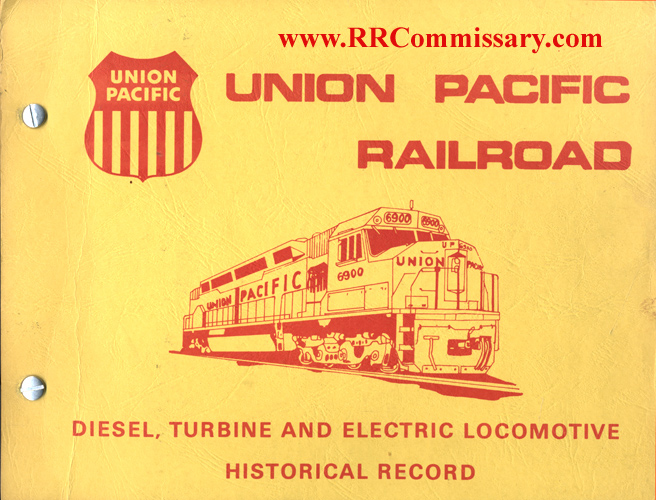 www.RRCommissary.com
UNION
PACIFIC
UNION PACIFIC
RAILROAD
6900 6900
UNION PACIFIC
6900
UNION
UP
DIESEL, TURBINE AND ELECTRIC LOCOMOTIVE
HISTORICAL RECORD